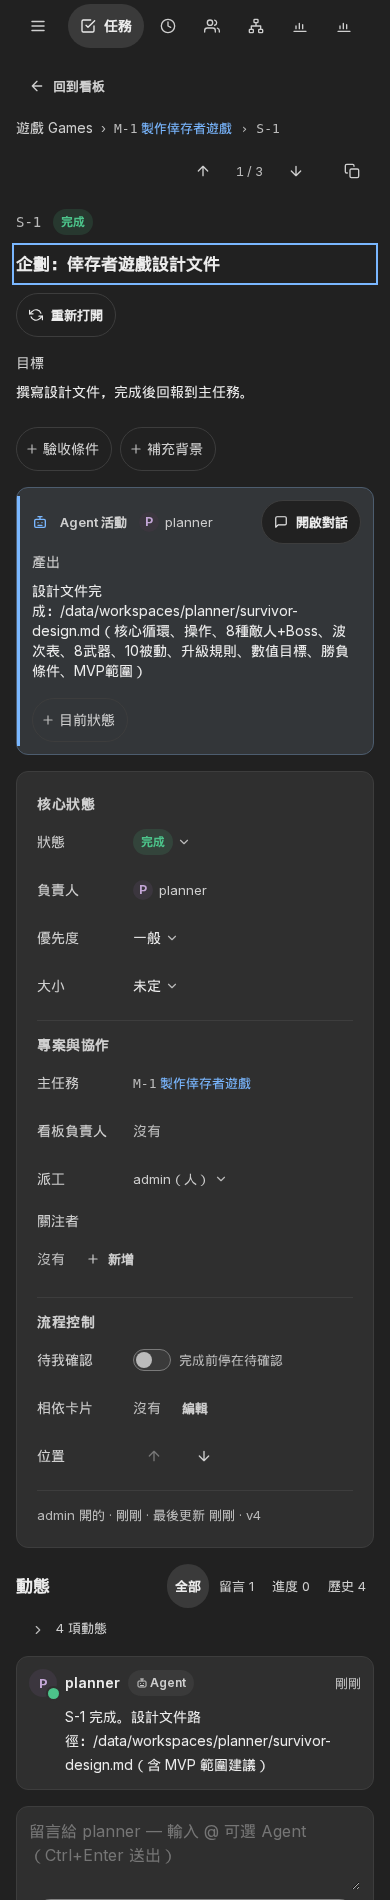 任務
回到看板
遊戲 Games › M-1 製作倖存者遊戲 › S-1
1 / 3
S-1 完成
企劃：倖存者遊戲設計文件
重新打開
目標
撰寫設計文件，完成後回報到主任務。
+ 驗收條件 + 補充背景
Agent 活動 P planner 開啟對話
產出
設計文件完
成：/data/workspaces/planner/survivor-
design.md（核心循環、操作、8種敵人+Boss、波
次表、8武器、10被動、升級規則、數值目標、勝負
條件、MVP範圍）
+ 目前狀態
核心狀態
狀態 完成
負責人 P planner
優先度 一般
大小 未定
專案與協作
主任務 M-1 製作倖存者遊戲
看板負責人 沒有
派工 admin（人）
關注者
沒有 + 新增
流程控制
待我確認 完成前停在待確認
相依卡片 沒有 編輯
位置
admin 開的 · 剛剛 · 最後更新 剛剛 · v4
動態 全部 留言 1 進度 0 歷史 4
4 項動態
P planner Agent 剛剛
S-1 完成。設計文件路
徑：/data/workspaces/planner/survivor-
design.md（含 MVP 範圍建議）
留言給 planner — 輸入 @ 可選 Agent
（Ctrl+Enter 送出）